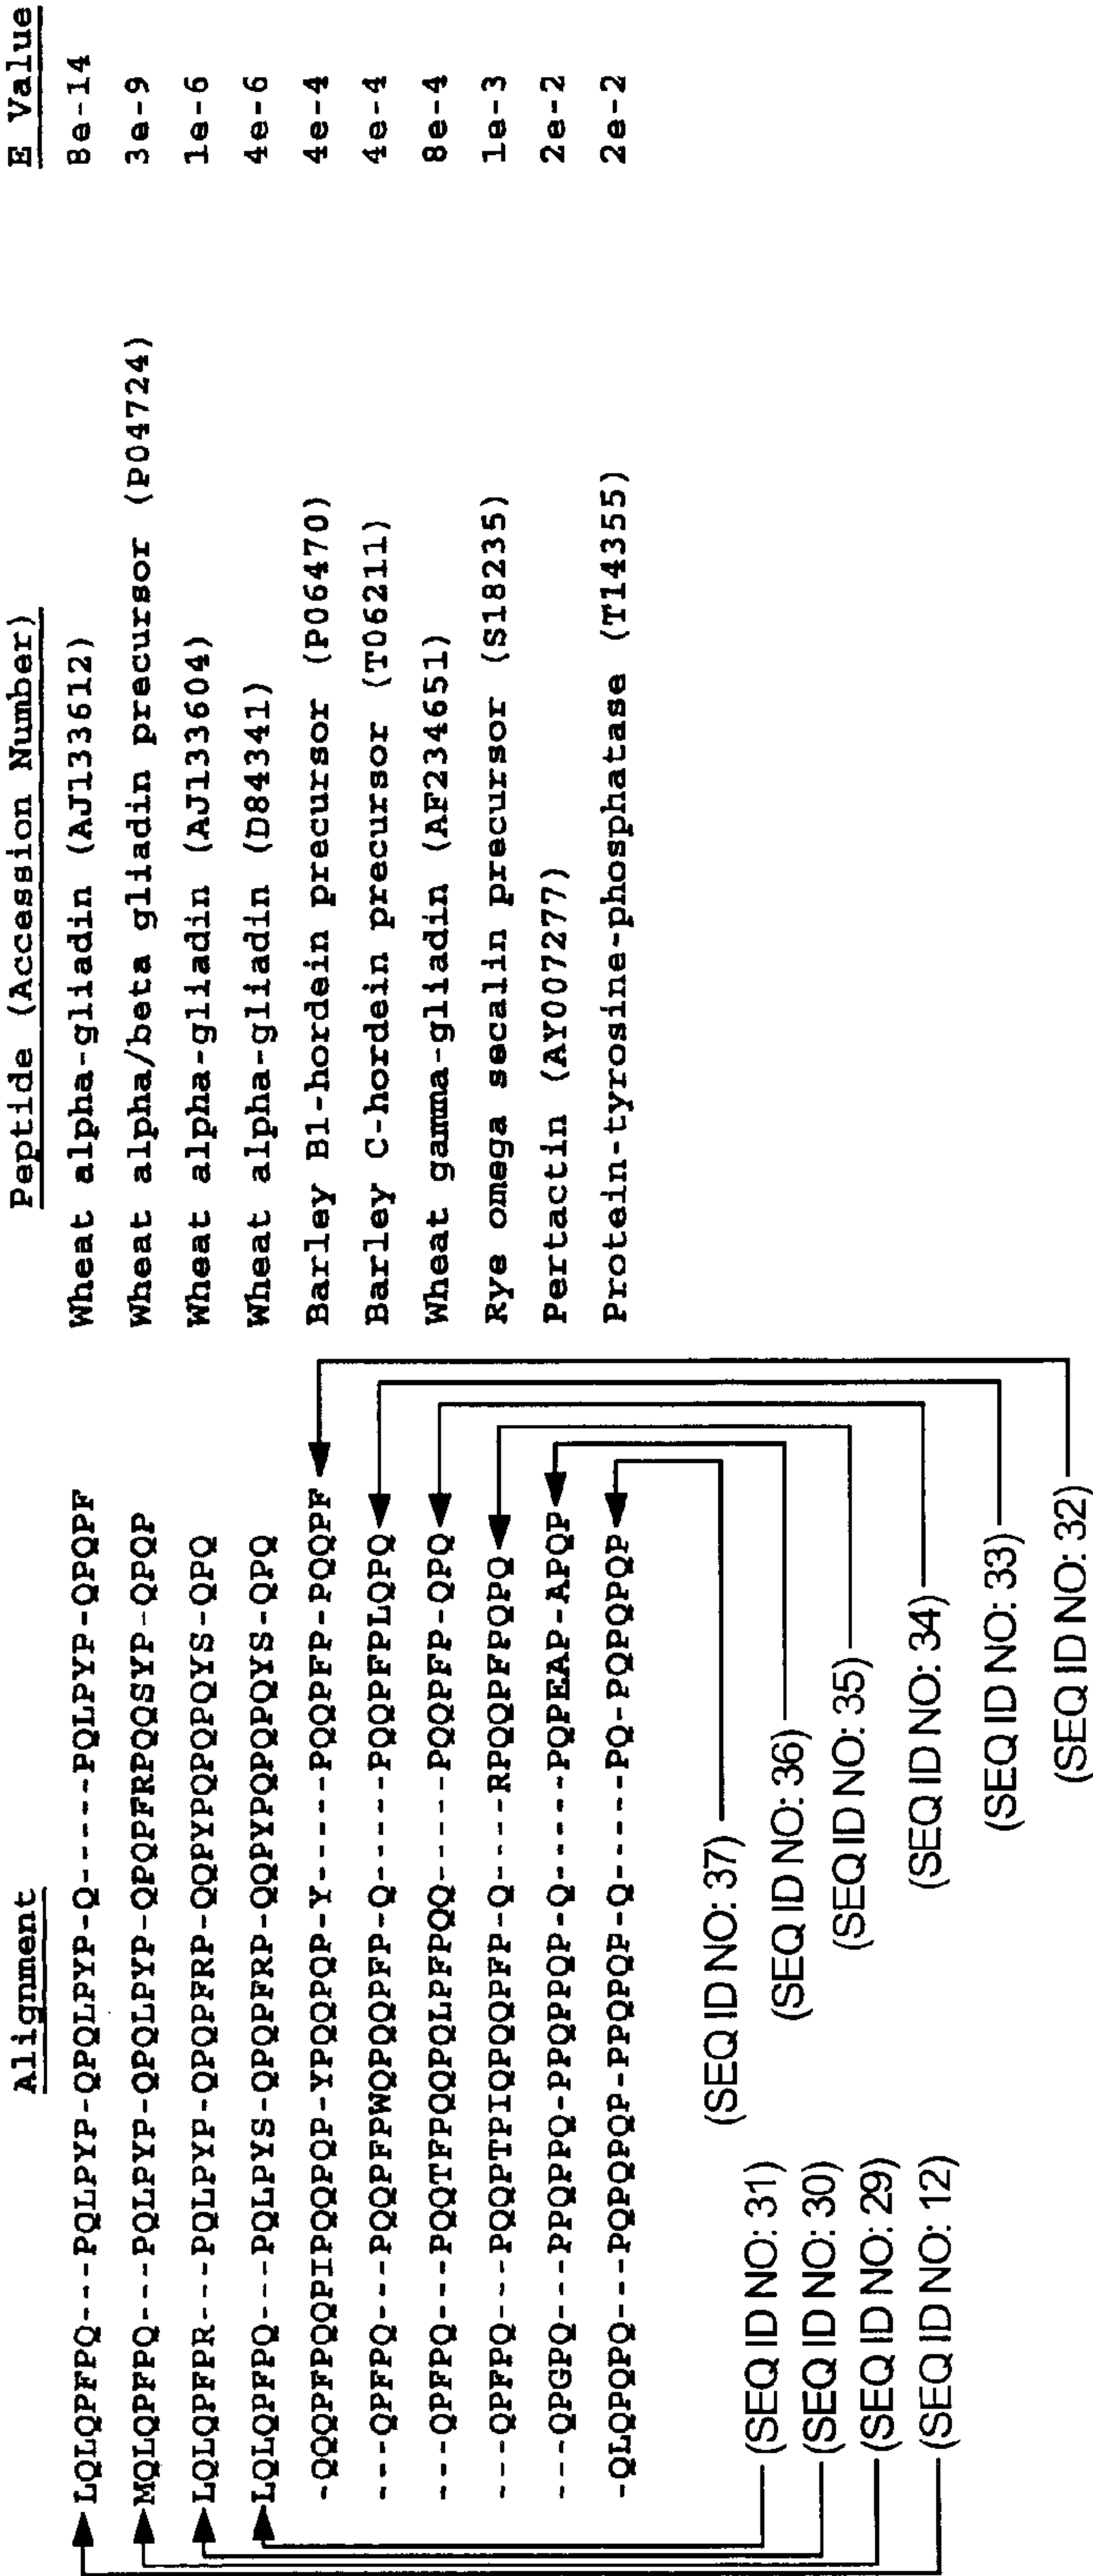 Alignment Peptide (Accession Number) E Value
LQLQPFPQ---PQLPYP-QPQLPYP-Q-----PQLPYP-QPQPF Wheat alpha-gliadin (AJ133612) 8e-14
MQLQPFPQ---PQLPYP-QPQLPYP-QPQPFRPQQSYP-QPQP Wheat alpha/beta gliadin precursor (P04724) 3e-9
LQLQPFPR---PQLPYP-QPQPFRP-QQPYPQPQPQYS-QPQ Wheat alpha-gliadin (AJ133604) 1e-6
LQLQPFPQ---PQLPYS-QPQPFRP-QQPYPQPQPQYS-QPQ Wheat alpha-gliadin (D84341) 4e-6
-QQQPFPQQPIPQQPQP-YPQQPQP-Y-----PQQPFP-PQQPF Barley B1-hordein precursor (P06470) 4e-4
---QPFPQ---PQQPFPWQPQQPFP-Q-----PQQPFPLQPQ Barley C-hordein precursor (T06211) 4e-4
---QPFPQ---PQQTFPQQPQLPFPQQ-----PQQPFP-QPQ Wheat gamma-gliadin (AF234651) 8e-4
---QPFPQ---PQQPTPIQPQQPFP-Q----RPQQPFFPQPQ Rye omega secalin precursor (S18235) 1e-3
---QPGPQ---PPQPPQ-PPQPPQP-Q-----PQPEAP-APQP Pertactin (AY007277) 2e-2
-QLQPQPQ---PQPQPQP-PPQPQP-Q----PQ-PQPQPQP Protein-tyrosine-phosphatase (T14355) 2e-2
(SEQ ID NO: 31)
(SEQ ID NO: 30)
(SEQ ID NO: 29)
(SEQ ID NO: 12)
(SEQ ID NO: 37)
(SEQ ID NO: 36)
(SEQ ID NO: 35)
(SEQ ID NO: 34)
(SEQ ID NO: 33)
(SEQ ID NO: 32)